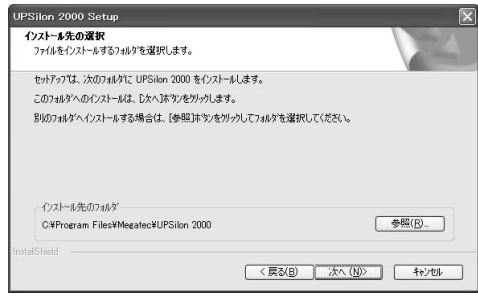 UPSilon 2000 Setup
インストール先の選択
ファイルをインストールするフォルダを選択します。
セットアップは、次のフォルダに UPSilon 2000 をインストールします。
このフォルダへのインストールは、[次へ]ボタンをクリックします。
別のフォルダへインストールする場合は、[参照]ボタンをクリックしてフォルダを選択してください。
インストール先のフォルダ
C:¥Program Files¥Megatec¥UPSilon 2000
参照(R)...
InstallShield
< 戻る(B)
次へ (N)>
キャンセル